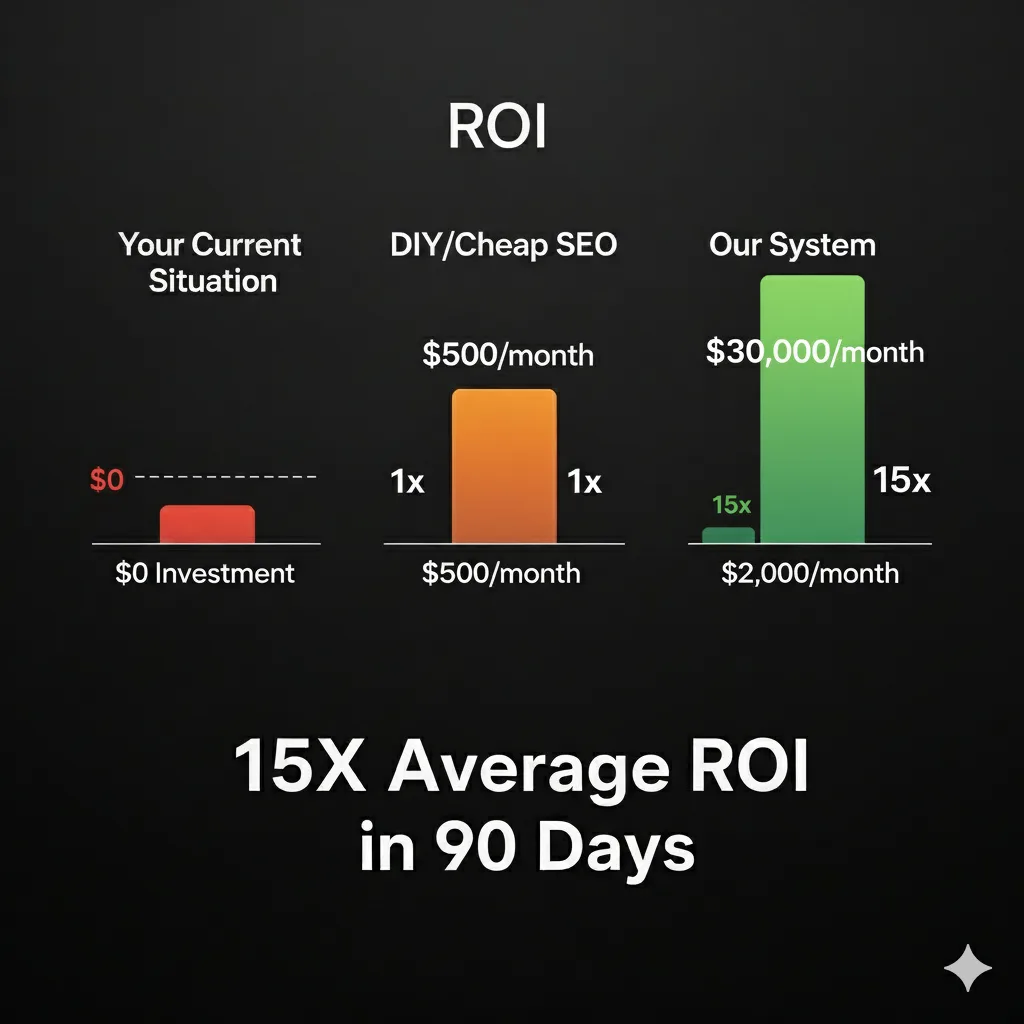 ROI
Your Current
Situation
$0
$0 Investment
DIY/Cheap SEO
$500/month
1x
1x
$500/month
Our System
$30,000/month
15x
15x
$2,000/month
15X Average ROI
in 90 Days